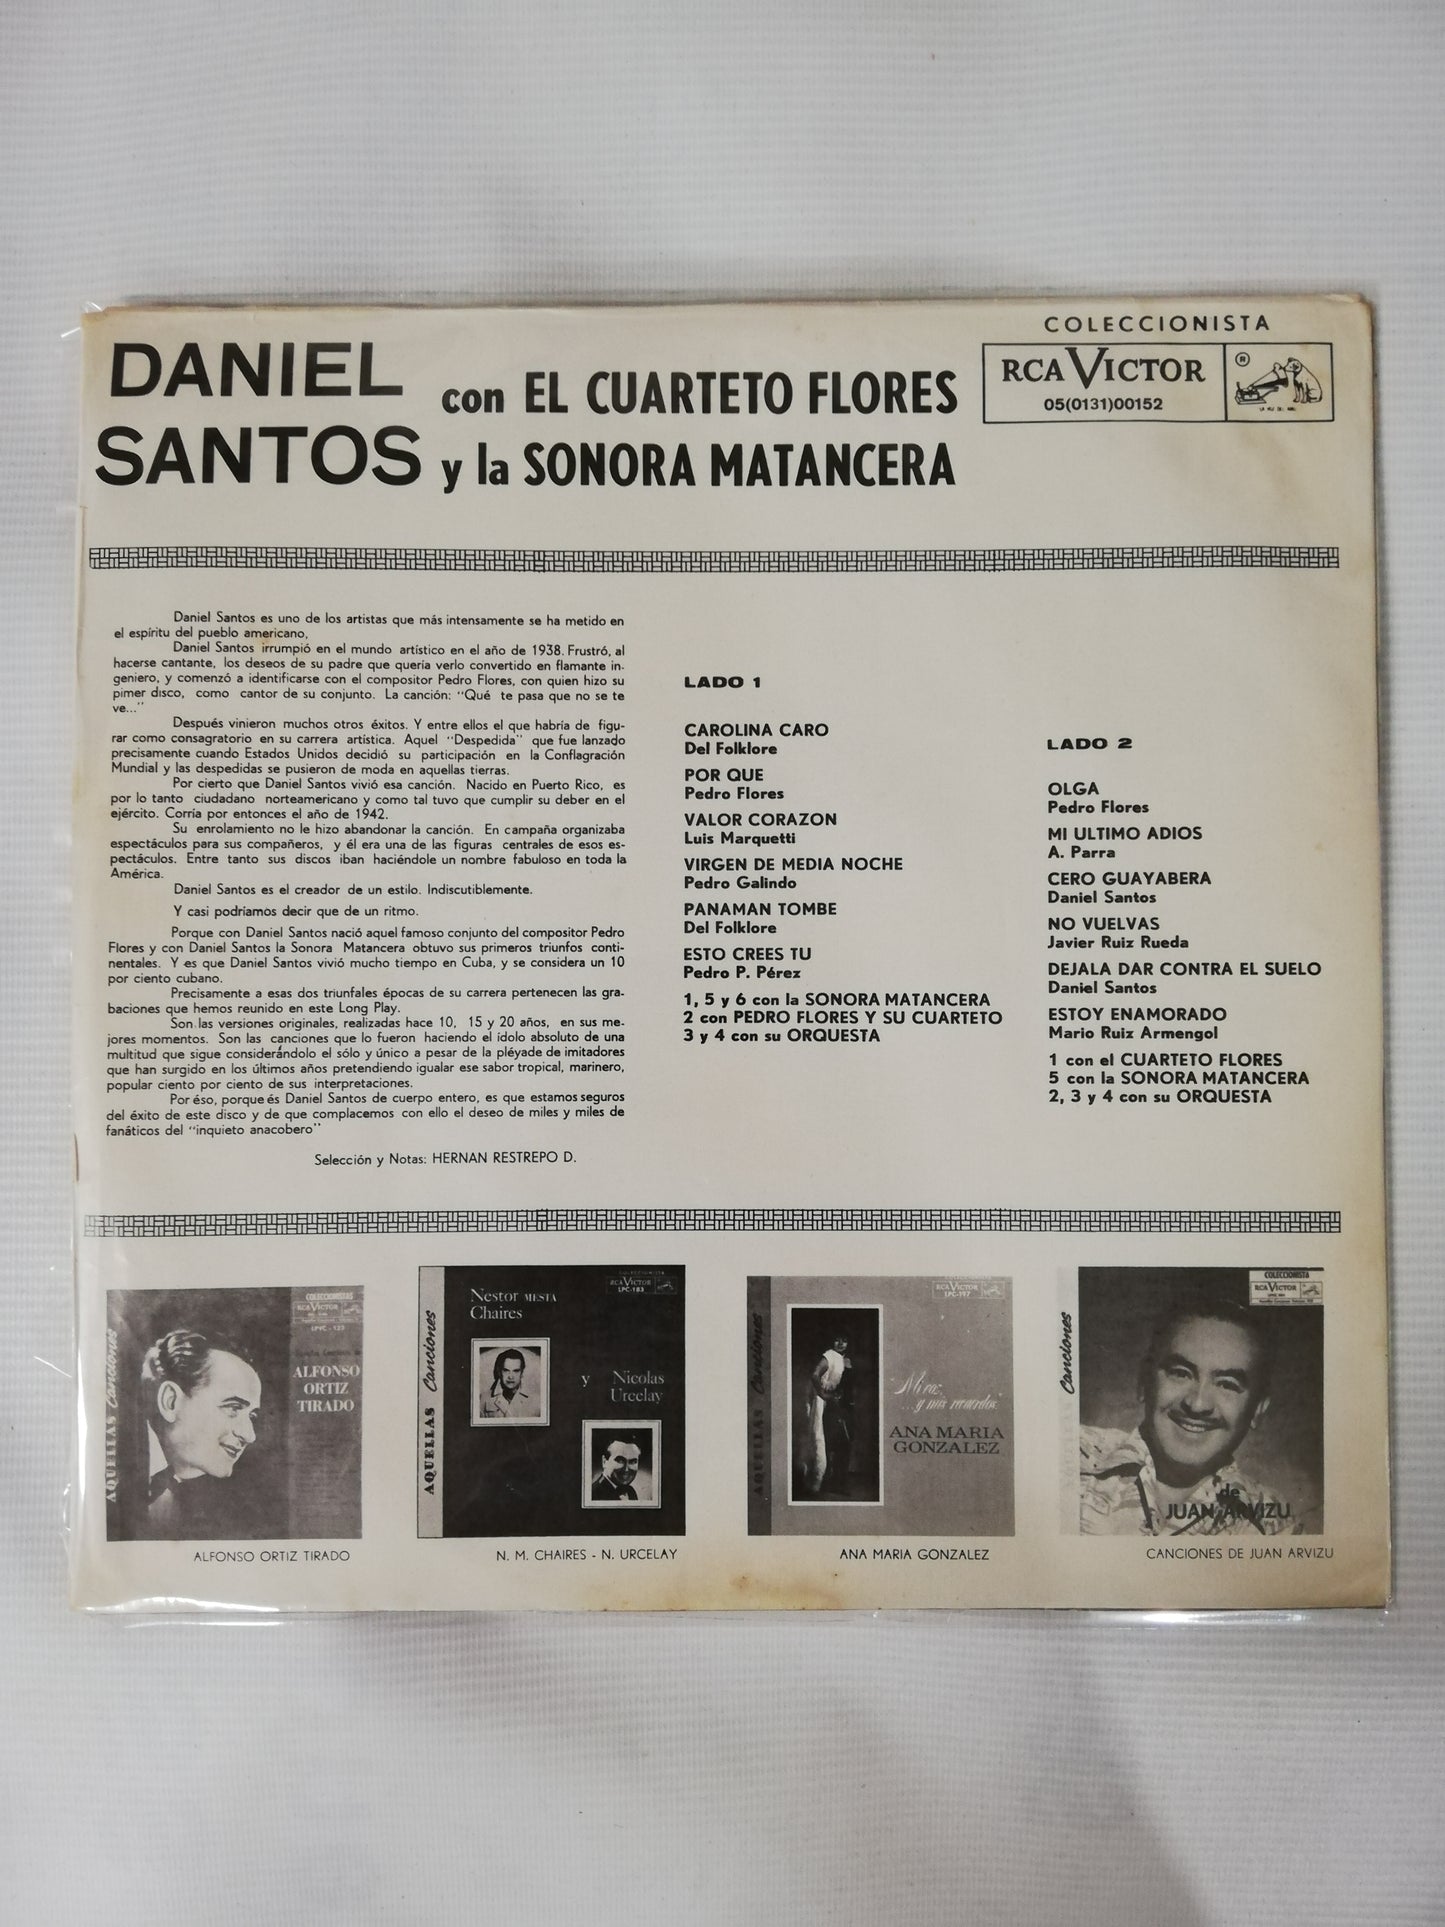 COLECCIONISTA
DANIEL
SANTOS
con EL CUARTETO FLORES
y la SONORA MATANCERA
RCA VICTOR
05(0131)00152
®
Daniel Santos es uno de los artistas que más intensamente se ha metido en
el espíritu del pueblo americano,
Daniel Santos irrumpió en el mundo artístico en el año de 1938. Frustró, al
hacerse cantante, los deseos de su padre que quería verlo convertido en flamante in-
geniero, y comenzó a identificarse con el compositor Pedro Flores, con quien hizo su
pimer disco, como cantor de su conjunto. La canción: "Qué te pasa que no se te
ve..."
Después vinieron muchos otros éxitos. Y entre ellos el que habría de figu-
rar como consagratorio en su carrera artística. Aquel "Despedida" que fue lanzado
precisamente cuando Estados Unidos decidió su participación en la Conflagración
Mundial y las despedidas se pusieron de moda en aquellas tierras.
Por cierto que Daniel Santos vivió esa canción. Nacido en Puerto Rico, es
por lo tanto ciudadano norteamericano y como tal tuvo que cumplir su deber en el
ejército. Corría por entonces el año de 1942.
Su enrolamiento no le hizo abandonar la canción. En campaña organizaba
espectáculos para sus compañeros, y él era una de las figuras centrales de esos es-
pectáculos. Entre tanto sus discos iban haciéndole un nombre fabuloso en toda la
América.
Daniel Santos es el creador de un estilo. Indiscutiblemente.
Y casi podríamos decir que de un ritmo.
Porque con Daniel Santos nació aquel famoso conjunto del compositor Pedro
Flores y con Daniel Santos la Sonora Matancera obtuvo sus primeros triunfos conti-
nentales. Y es que Daniel Santos vivió mucho tiempo en Cuba, y se considera un 10
por ciento cubano.
Precisamente a esas dos triunfales épocas de su carrera pertenecen las gra-
baciones que hemos reunido en este Long Play.
Son las versiones originales, realizadas hace 10, 15 y 20 años, en sus me-
jores momentos. Son las canciones que lo fueron haciendo el ídolo absoluto de una
multitud que sigue considerándolo el sólo y único a pesar de la pléyade de imitadores
que han surgido en los últimos años pretendiendo igualar ese sabor tropical, marinero,
popular ciento por ciento de sus interpretaciones.
Por éso, porque és Daniel Santos de cuerpo entero, es que estamos seguros
del éxito de este disco y de que complacemos con ello el deseo de miles y miles de
fanáticos del "inquieto anacobero"
Selección y Notas: HERNAN RESTREPO D.
LADO 1
CAROLINA CARO
Del Folklore
POR QUE
Pedro Flores
VALOR CORAZON
Luis Marquetti
VIRGEN DE MEDIA NOCHE
Pedro Galindo
PANAMAN TOMBE
Del Folklore
ESTO CREES TU
Pedro P. Pérez
1, 5 y 6 con la SONORA MATANCERA
2 con PEDRO FLORES Y SU CUARTETO
3 y 4 con su ORQUESTA
LADO 2
OLGA
Pedro Flores
MI ULTIMO ADIOS
A. Parra
CERO GUAYABERA
Daniel Santos
NO VUELVAS
Javier Ruiz Rueda
DEJALA DAR CONTRA EL SUELO
Daniel Santos
ESTOY ENAMORADO
Mario Ruiz Armengol
1 con el CUARTETO FLORES
5 con la SONORA MATANCERA
2, 3 y 4 con su ORQUESTA
AQUELLAS Canciones
COLECCIONISTAS
RCA VICTOR
LPVC - 123
ALFONSO
ORTIZ
TIRADO
ALFONSO ORTIZ TIRADO
AQUELLAS Canciones
COLECCIONISTA
RCA VICTOR
LPC-183
Nestor MESTA
Chaires
y Nicolas
Urcelay
N. M. CHAIRES - N. URCELAY
AQUELLAS Canciones
RCA VICTOR
LPC-197
ANA MARIA
GONZALEZ
ANA MARIA GONZALEZ
Canciones
COLECCIONISTA
RCA VICTOR
de
JUAN ARVIZU
CANCIONES DE JUAN ARVIZU